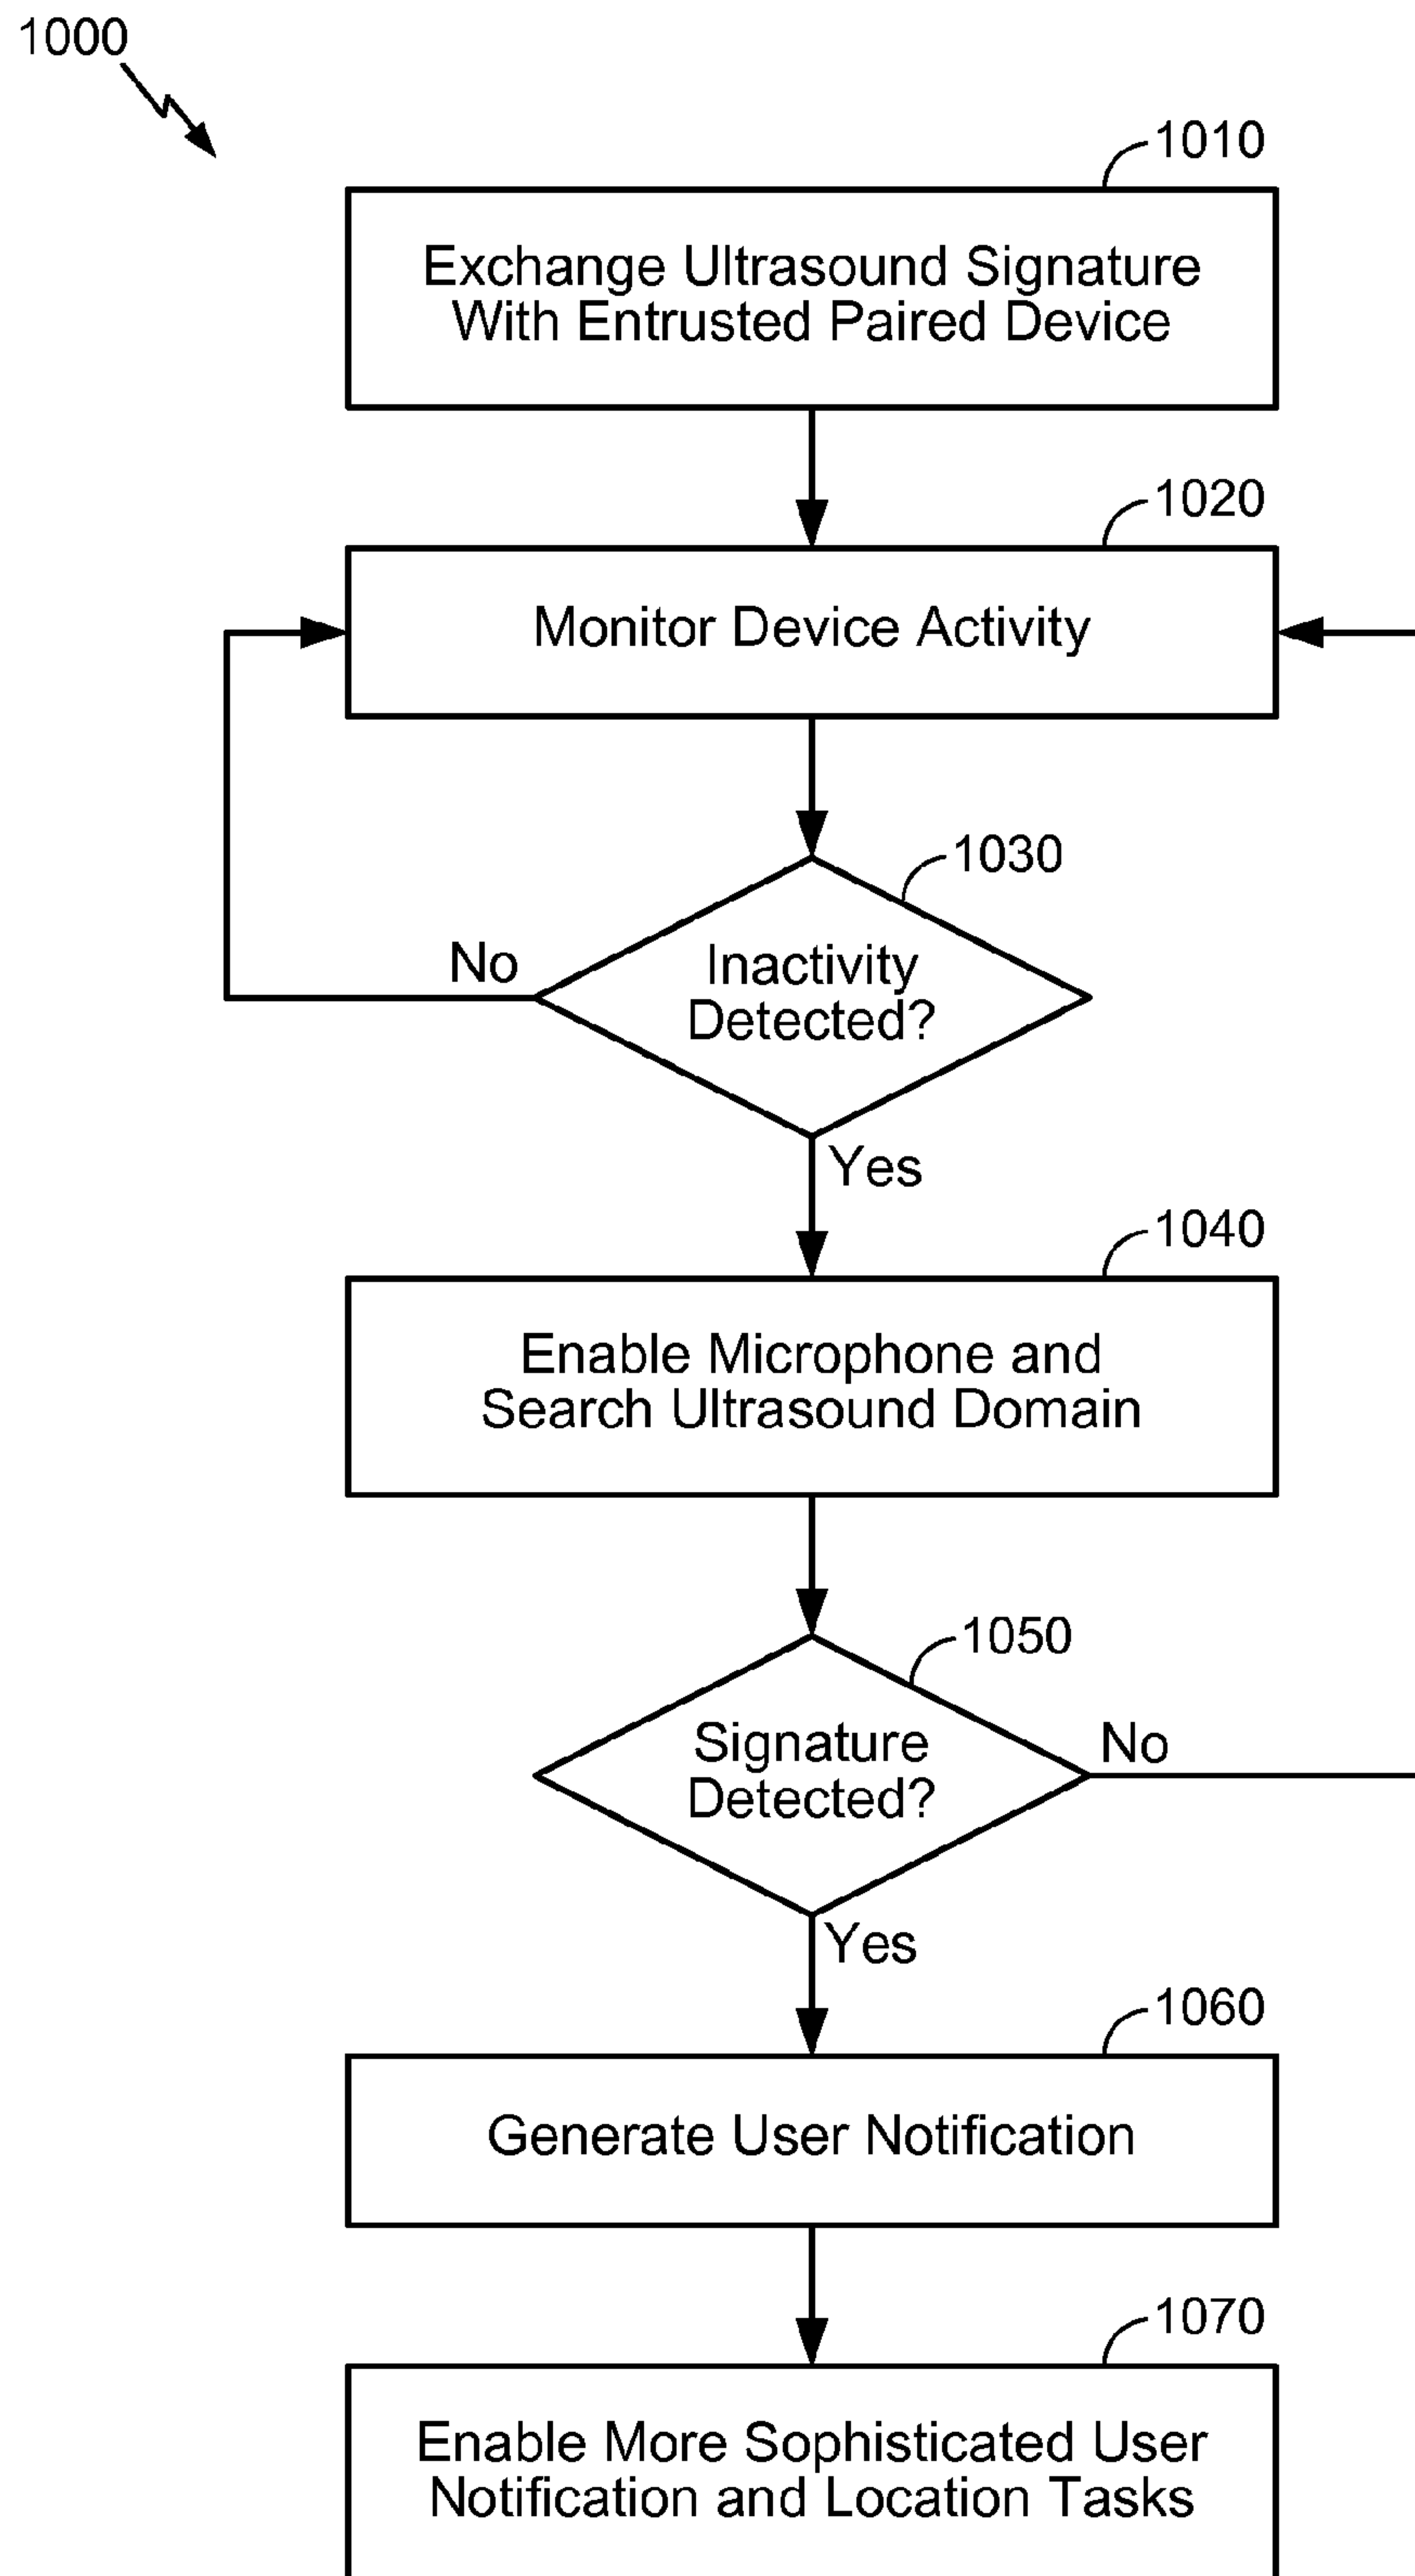 1000
1010
Exchange Ultrasound Signature
With Entrusted Paired Device
1020
Monitor Device Activity
1030
Inactivity
Detected?
No
Yes
1040
Enable Microphone and
Search Ultrasound Domain
1050
Signature
Detected?
No
Yes
1060
Generate User Notification
1070
Enable More Sophisticated User
Notification and Location Tasks